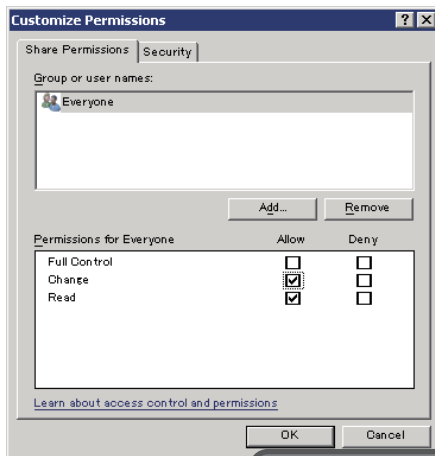 Customize Permissions
Share Permissions Security
Group or user names:
Everyone
Add... Remove
Permissions for Everyone Allow Deny
Full Control
Change
Read
Learn about access control and permissions
OK Cancel